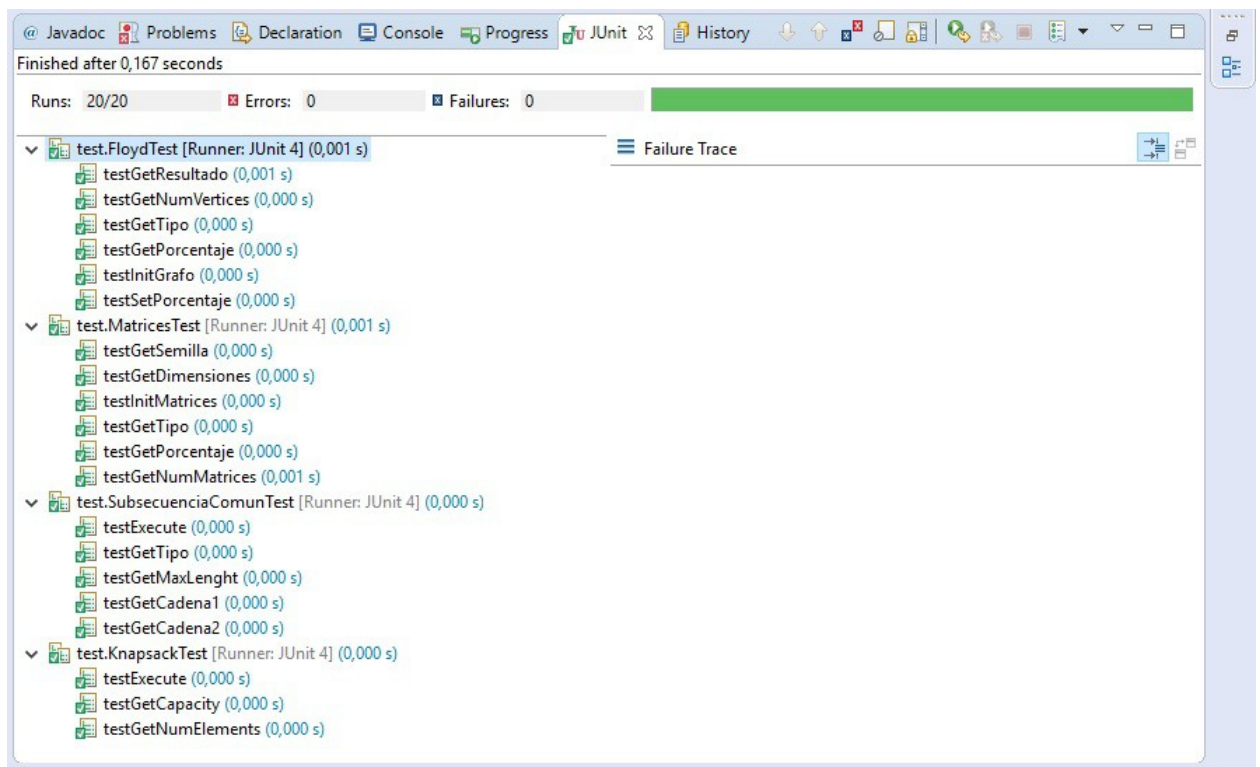 @ Javadoc Problems Declaration Console Progress JU JUnit History
Finished after 0,167 seconds
Runs: 20/20 Errors: 0 Failures: 0
test.FloydTest [Runner: JUnit 4] (0,001 s) Failure Trace
testGetResultado (0,001 s)
testGetNumVertices (0,000 s)
testGetTipo (0,000 s)
testGetPorcentaje (0,000 s)
testInitGrafo (0,000 s)
testSetPorcentaje (0,000 s)
test.MatricesTest [Runner: JUnit 4] (0,001 s)
testGetSemilla (0,000 s)
testGetDimensiones (0,000 s)
testInitMatrices (0,000 s)
testGetTipo (0,000 s)
testGetPorcentaje (0,000 s)
testGetNumMatrices (0,001 s)
test.SubsecuenciaComunTest [Runner: JUnit 4] (0,000 s)
testExecute (0,000 s)
testGetTipo (0,000 s)
testGetMaxLenght (0,000 s)
testGetCadena1 (0,000 s)
testGetCadena2 (0,000 s)
test.KnapsackTest [Runner: JUnit 4] (0,000 s)
testExecute (0,000 s)
testGetCapacity (0,000 s)
testGetNumElements (0,000 s)